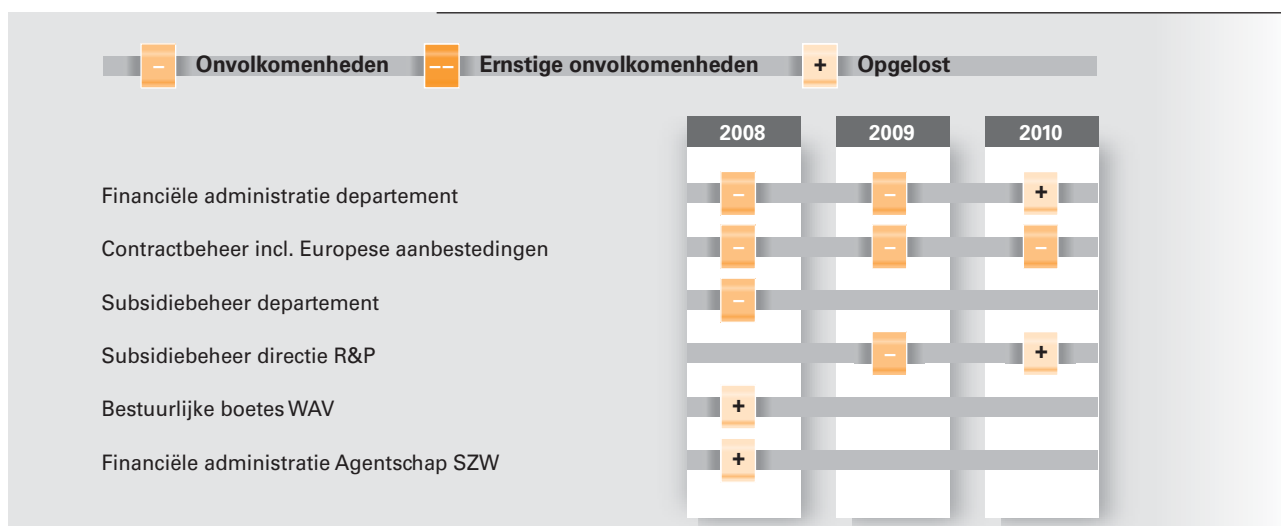 – Onvolkomenheden –– Ernstige onvolkomenheden + Opgelost
2008 2009 2010
Financiële administratie departement – – +
Contractbeheer incl. Europese aanbestedingen – – –
Subsidiebeheer departement –
Subsidiebeheer directie R&P – +
Bestuurlijke boetes WAV +
Financiële administratie Agentschap SZW +